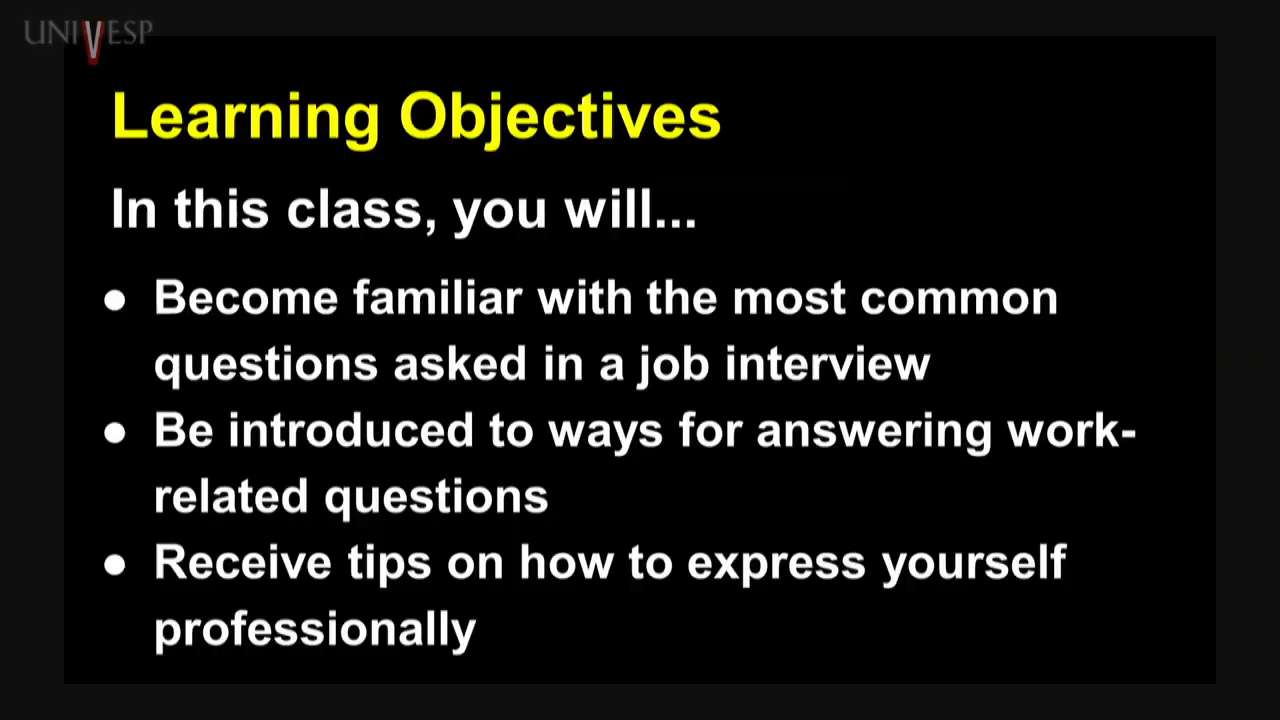 UNIVESP
Learning Objectives
In this class, you will...
● Become familiar with the most common
questions asked in a job interview
● Be introduced to ways for answering work-
related questions
● Receive tips on how to express yourself
professionally